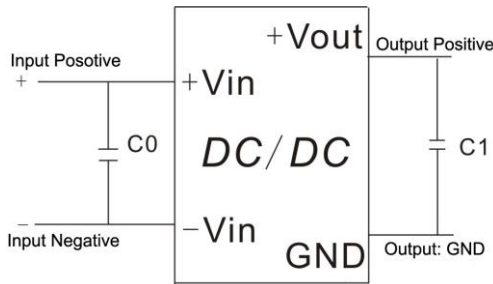 +Vout
Output Positive
Input Posotive
+
+Vin
C0
DC/DC
C1
−
−Vin
Input Negative
GND
Output: GND